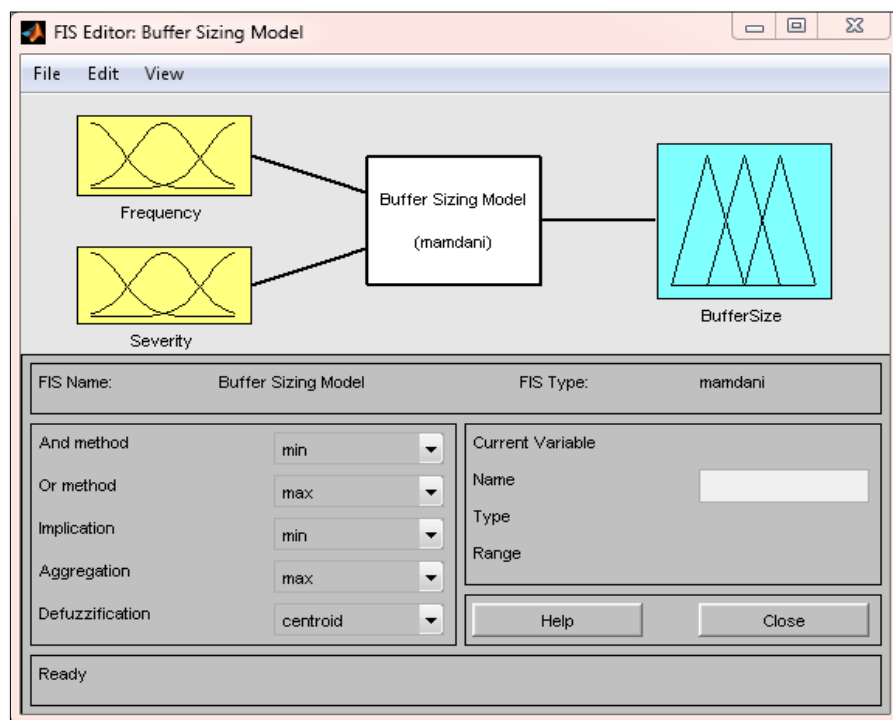 FIS Editor: Buffer Sizing Model
File Edit View
Frequency
Severity
Buffer Sizing Model
(mamdani)
BufferSize
FIS Name: Buffer Sizing Model FIS Type: mamdani
And method min
Or method max
Implication min
Aggregation max
Defuzzification centroid
Current Variable
Name
Type
Range
Help Close
Ready